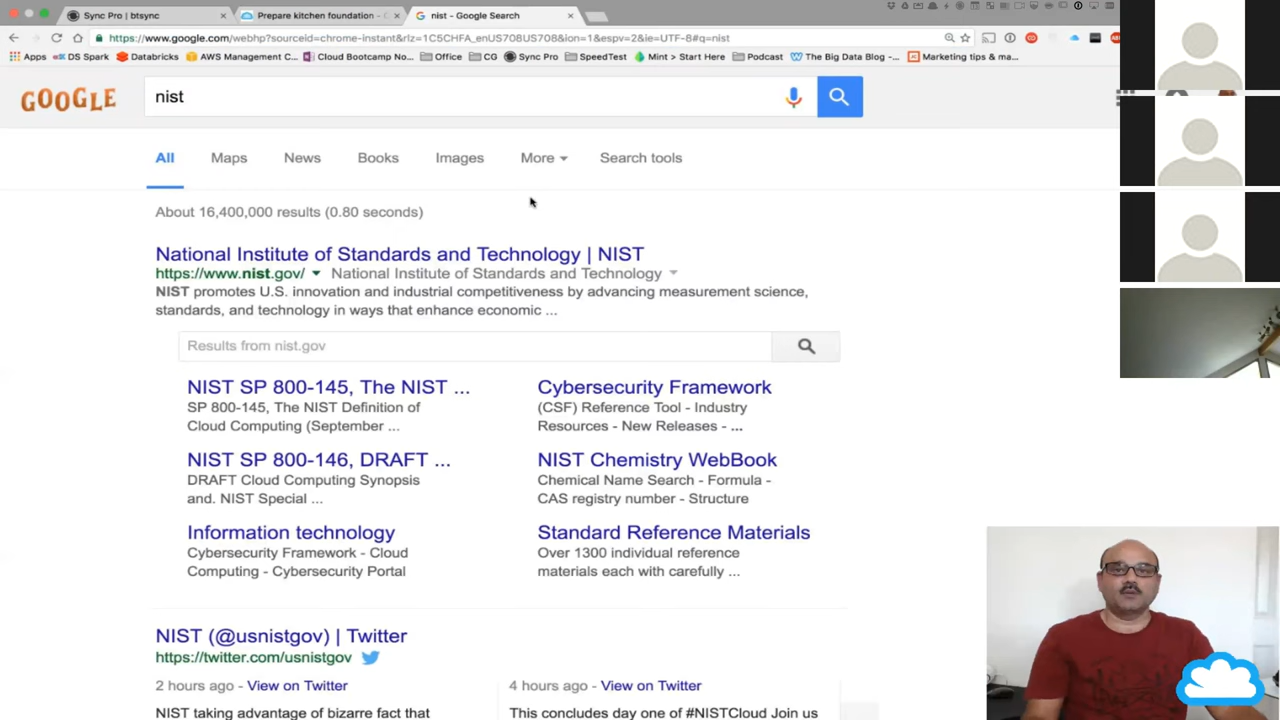 Sync Pro | btsync
Prepare kitchen foundation - C
nist - Google Search
https://www.google.com/webhp?sourceid=chrome-instant&rlz=1C5CHFA_enUS708US708&ion=1&espv=2&ie=UTF-8#q=nist
Apps DS Spark Databricks AWS Management C... Cloud Bootcamp No... Office CG Sync Pro SpeedTest Mint > Start Here Podcast The Big Data Blog -... Marketing tips & ma...
GOOGLE
nist
All Maps News Books Images More Search tools
About 16,400,000 results (0.80 seconds)
National Institute of Standards and Technology | NIST
https://www.nist.gov/ National Institute of Standards and Technology
NIST promotes U.S. innovation and industrial competitiveness by advancing measurement science,
standards, and technology in ways that enhance economic ...
Results from nist.gov
NIST SP 800-145, The NIST ...
SP 800-145, The NIST Definition of
Cloud Computing (September ...
Cybersecurity Framework
(CSF) Reference Tool - Industry
Resources - New Releases - ...
NIST SP 800-146, DRAFT ...
DRAFT Cloud Computing Synopsis
and. NIST Special ...
NIST Chemistry WebBook
Chemical Name Search - Formula -
CAS registry number - Structure
Information technology
Cybersecurity Framework - Cloud
Computing - Cybersecurity Portal
Standard Reference Materials
Over 1300 individual reference
materials each with carefully ...
NIST (@usnistgov) | Twitter
https://twitter.com/usnistgov
2 hours ago - View on Twitter
NIST taking advantage of bizarre fact that
4 hours ago - View on Twitter
This concludes day one of #NISTCloud Join us